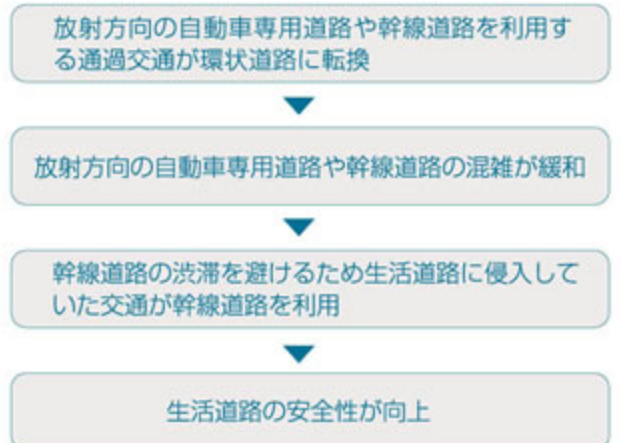 放射方向の自動車専用道路や幹線道路を利用す
る通過交通が環状道路に転換
放射方向の自動車専用道路や幹線道路の混雑が緩和
幹線道路の渋滞を避けるため生活道路に侵入して
いた交通が幹線道路を利用
生活道路の安全性が向上